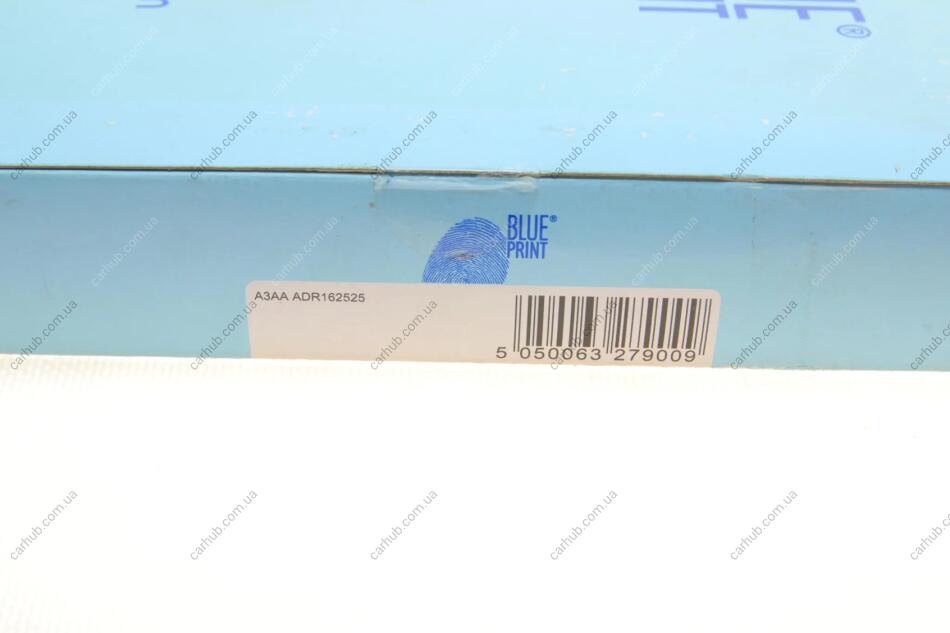 BLUE®
PRINT
A3AA ADR162525
5 050063 279009
carhub.com.ua